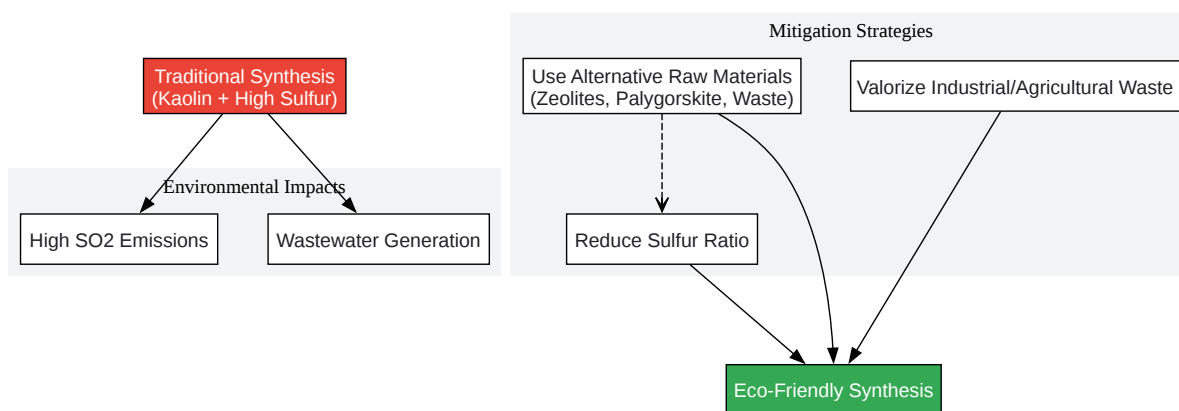 Mitigation Strategies
Traditional Synthesis
(Kaolin + High Sulfur)
Use Alternative Raw Materials
(Zeolites, Palygorskite, Waste)
Valorize Industrial/Agricultural Waste
Environmental Impacts
High SO2 Emissions
Wastewater Generation
Reduce Sulfur Ratio
Eco-Friendly Synthesis